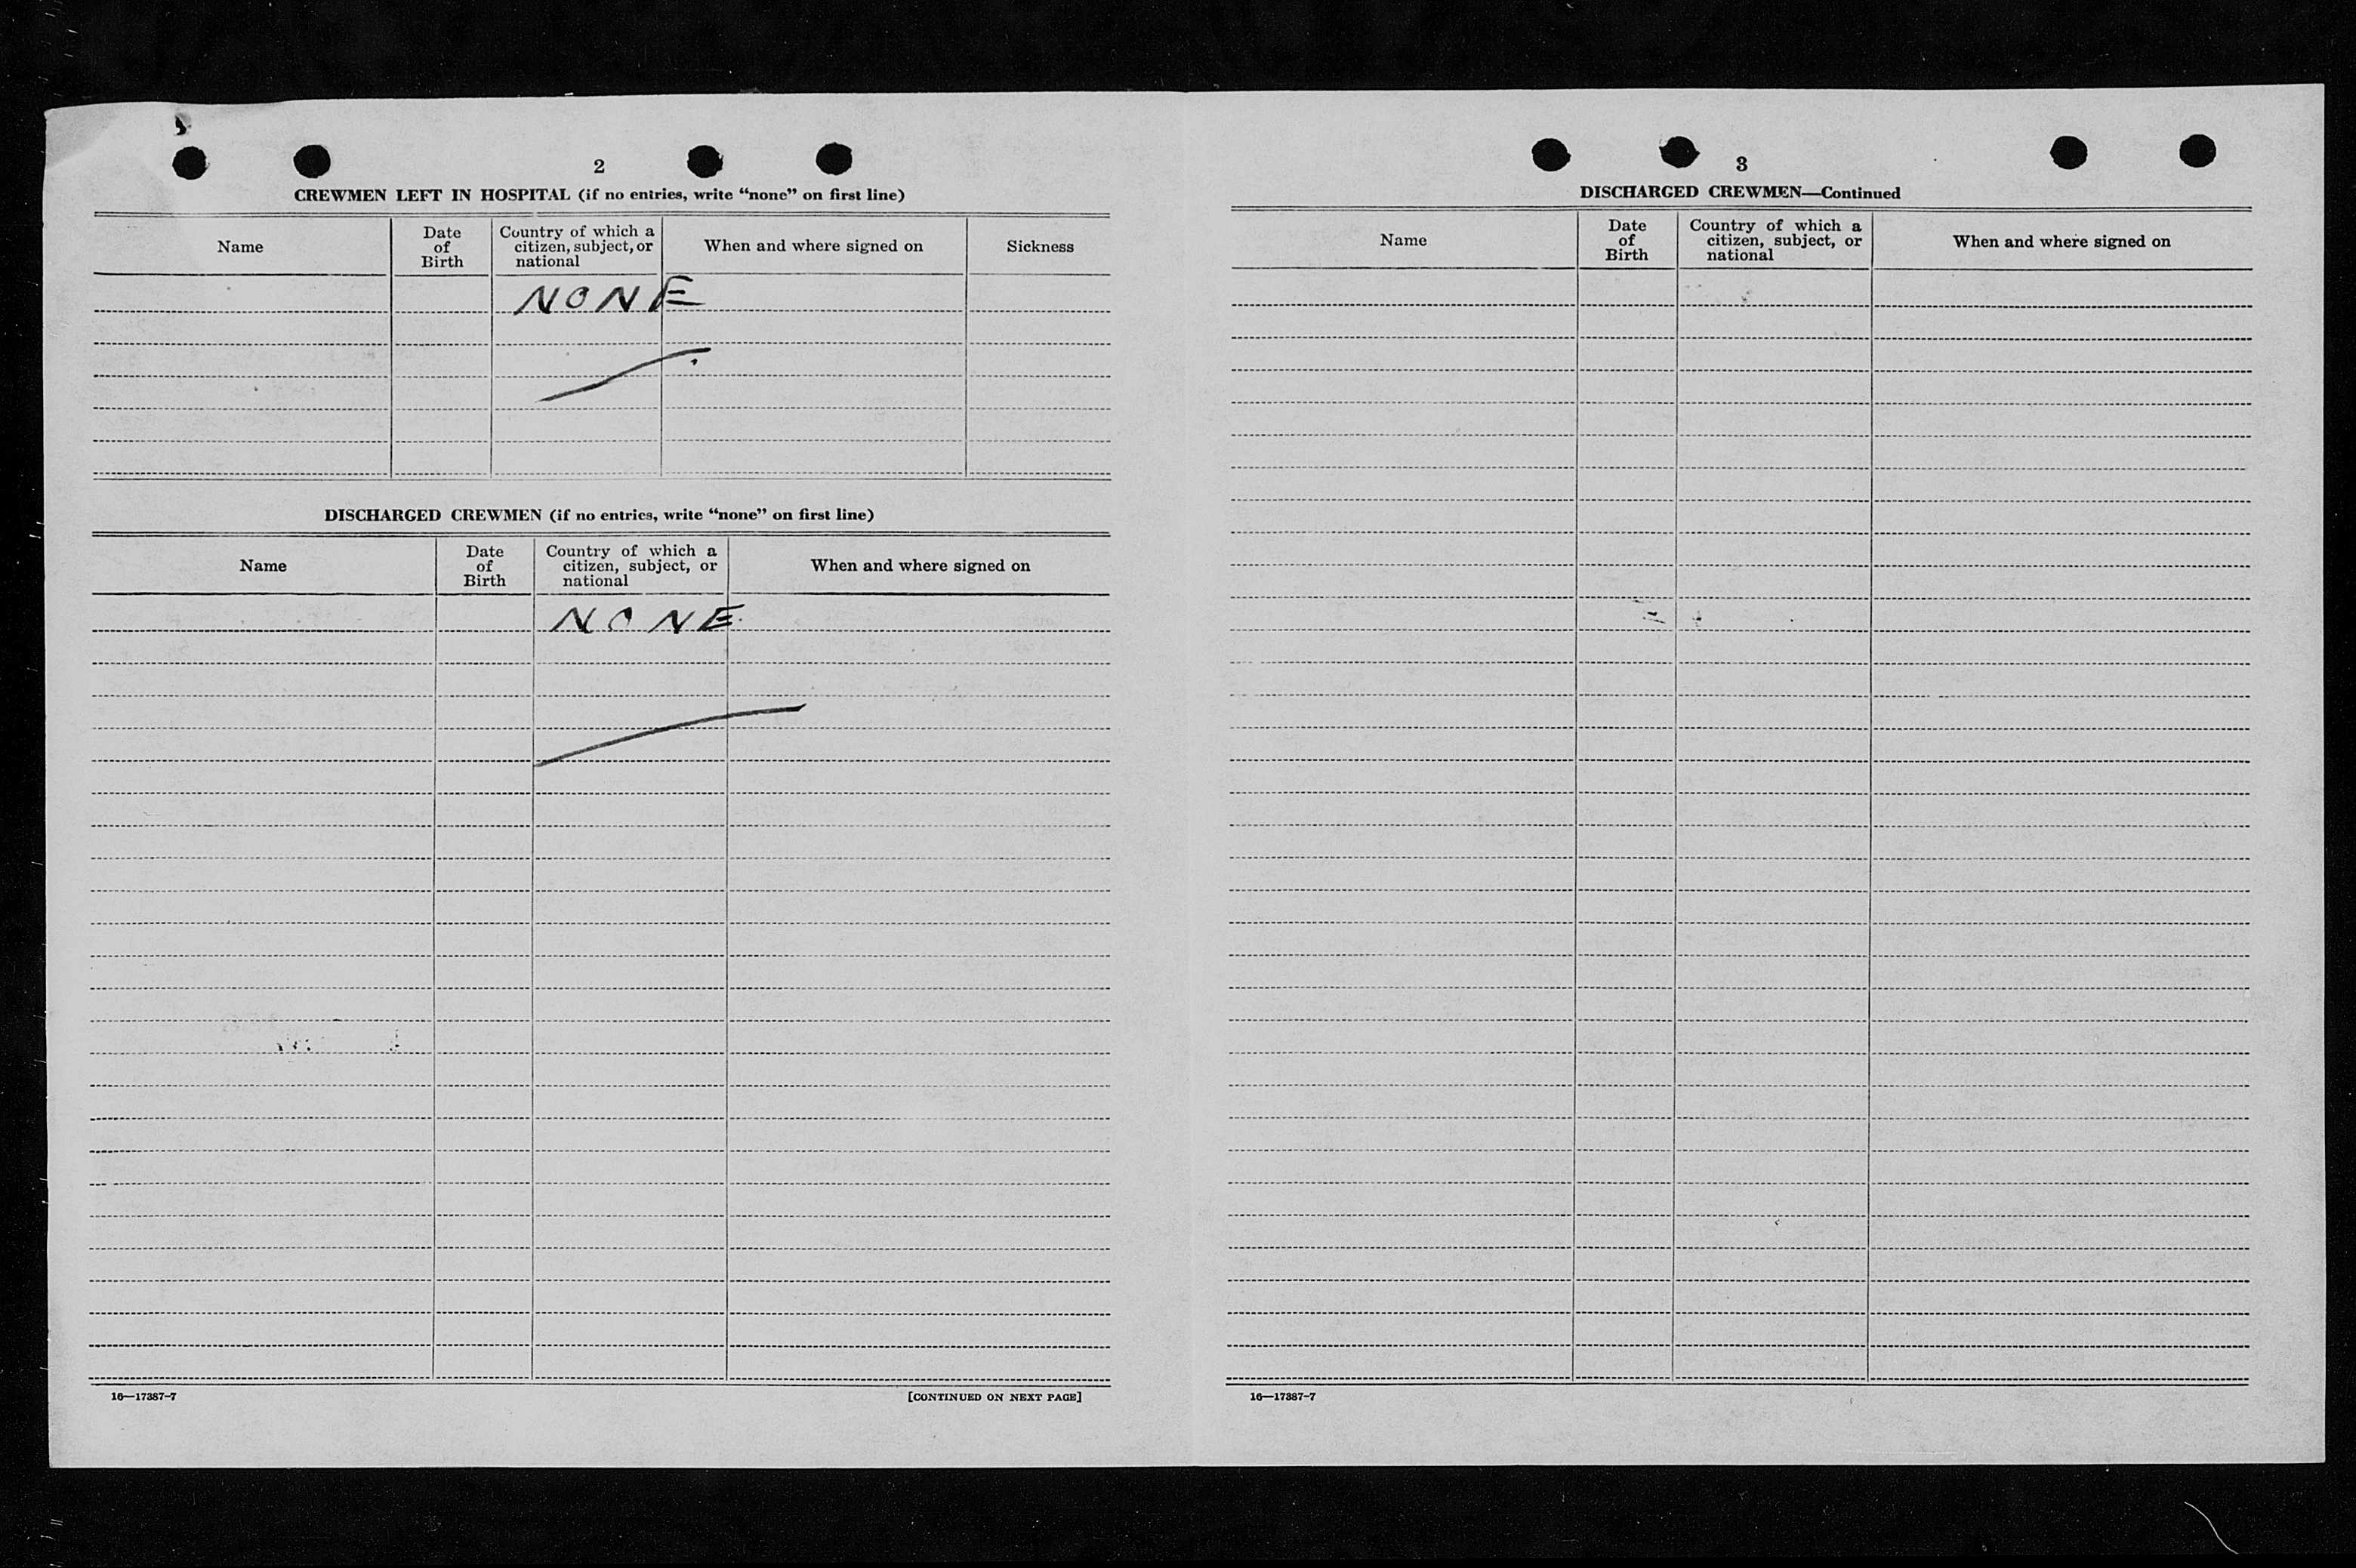 2
CREWMEN LEFT IN HOSPITAL (if no entries, write “none” on first line)
Name
Date
of
Birth
Country of which a
citizen, subject, or
national
When and where signed on
Sickness
NONE
DISCHARGED CREWMEN (if no entries, write “none” on first line)
Name
Date
of
Birth
Country of which a
citizen, subject, or
national
When and where signed on
NONE
16—17387-7
[CONTINUED ON NEXT PAGE]
3
DISCHARGED CREWMEN—Continued
Name
Date
of
Birth
Country of which a
citizen, subject, or
national
When and where signed on
16—17387-7